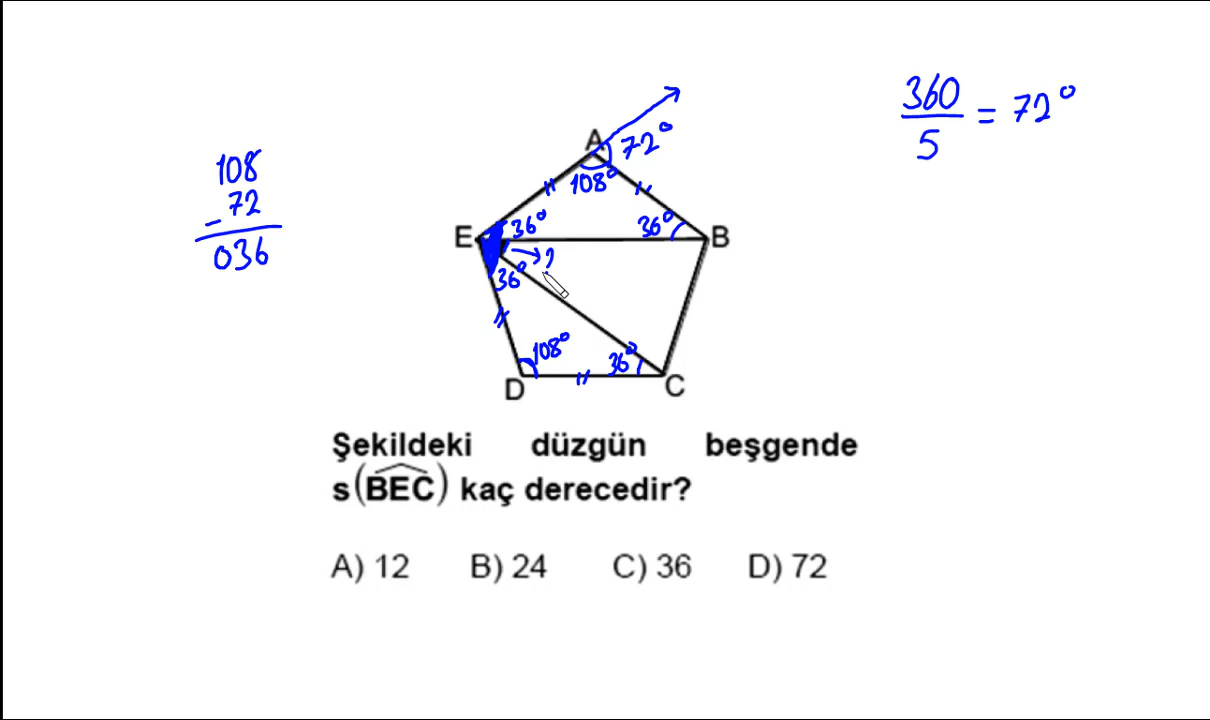 360
5
= 72°
108
- 72
036
A
72°
108°
E
36°
36°
B
?
36°
108°
36°
D
C
Şekildeki düzgün beşgende
s(BEC) kaç derecedir?
A) 12 B) 24 C) 36 D) 72